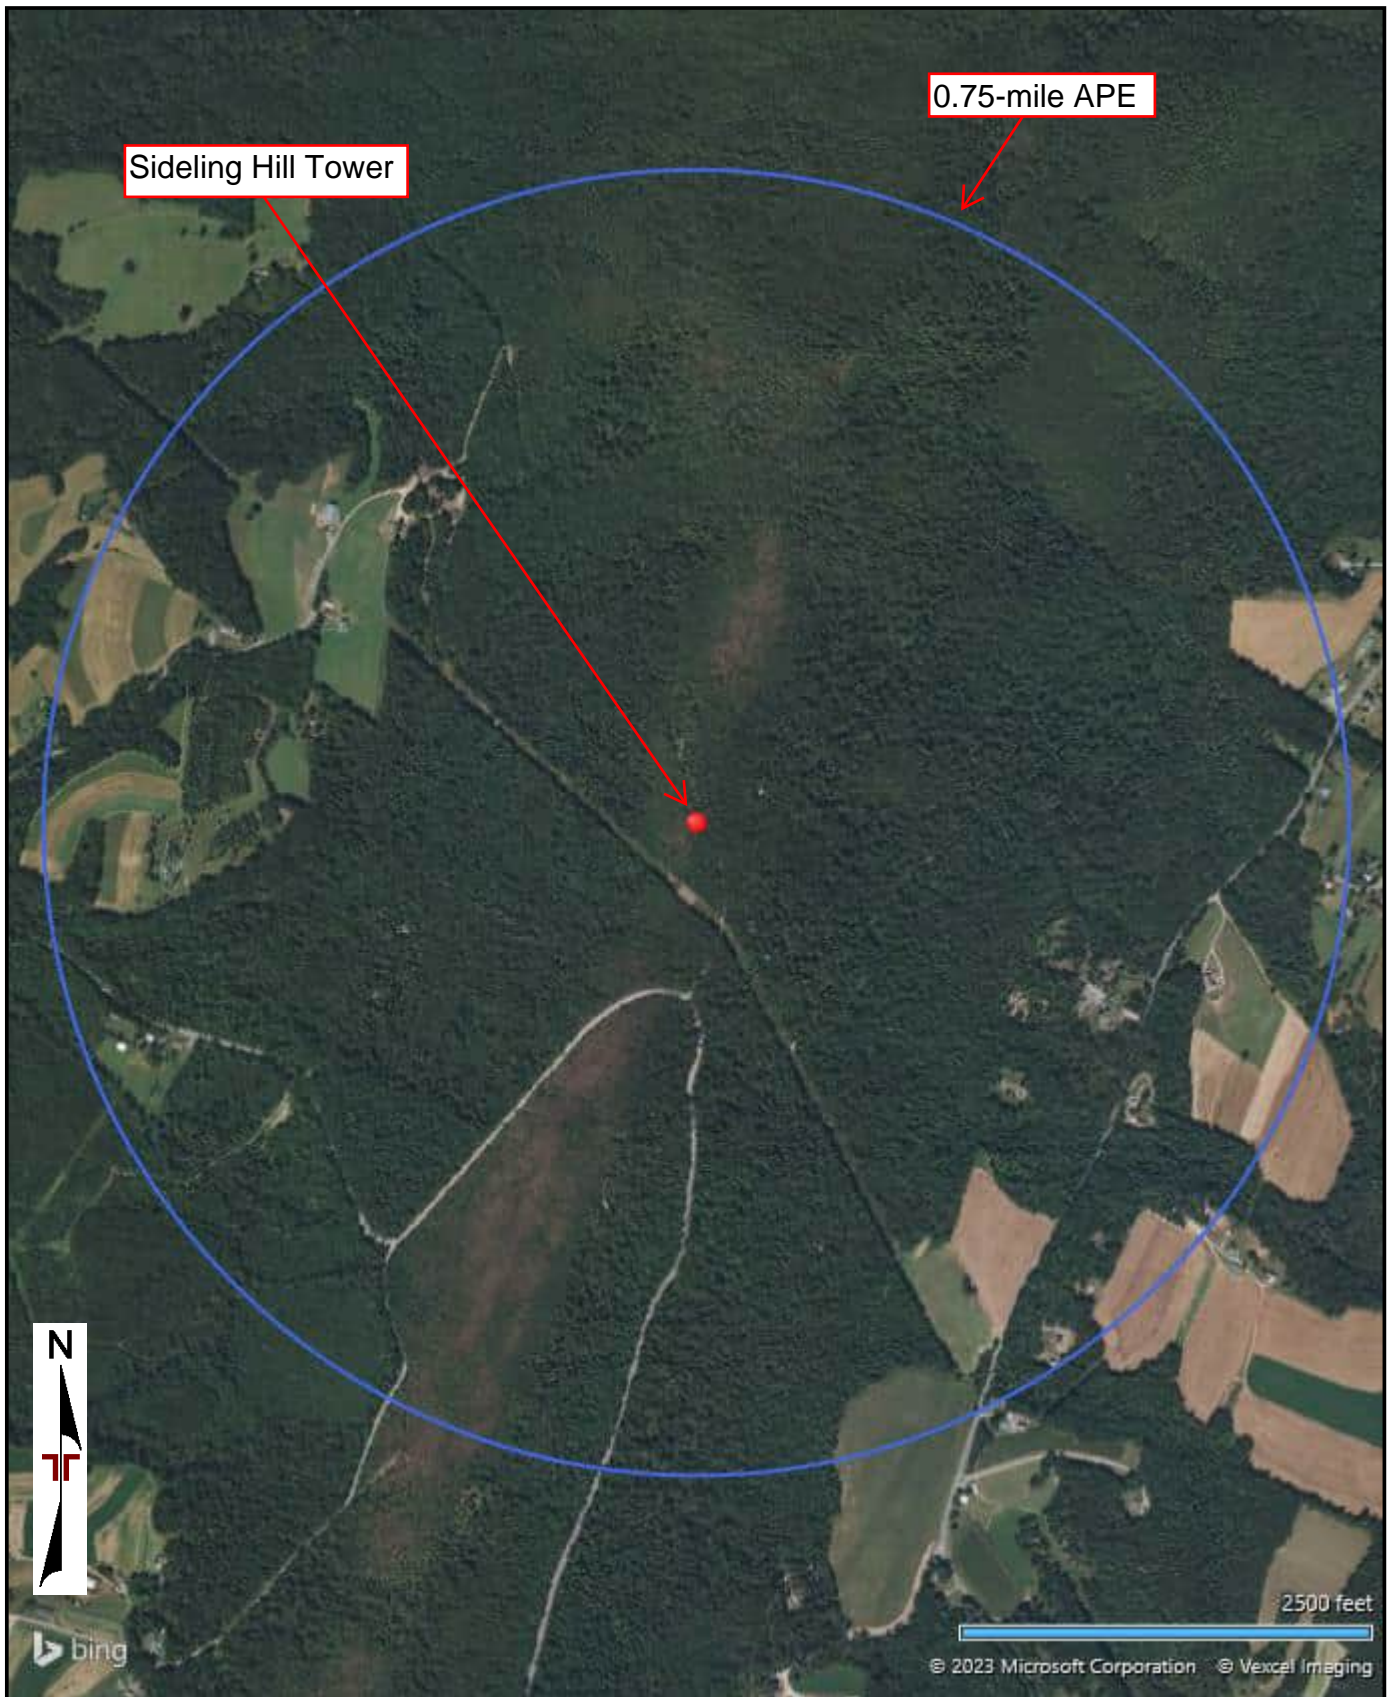 0.75-mile APE
Sideling Hill Tower
N
2500 feet
bing
© 2023 Microsoft Corporation © Vexcel Imaging